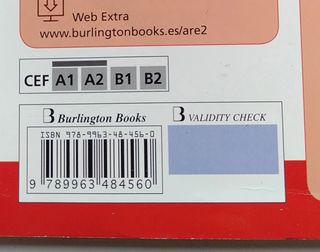 Web Extra
www.burlingtonbooks.es/are2
CEF A1 A2 B1 B2
B Burlington Books
B VALIDITY CHECK
ISBN 978-9963-48-456-0
9 789963 484560